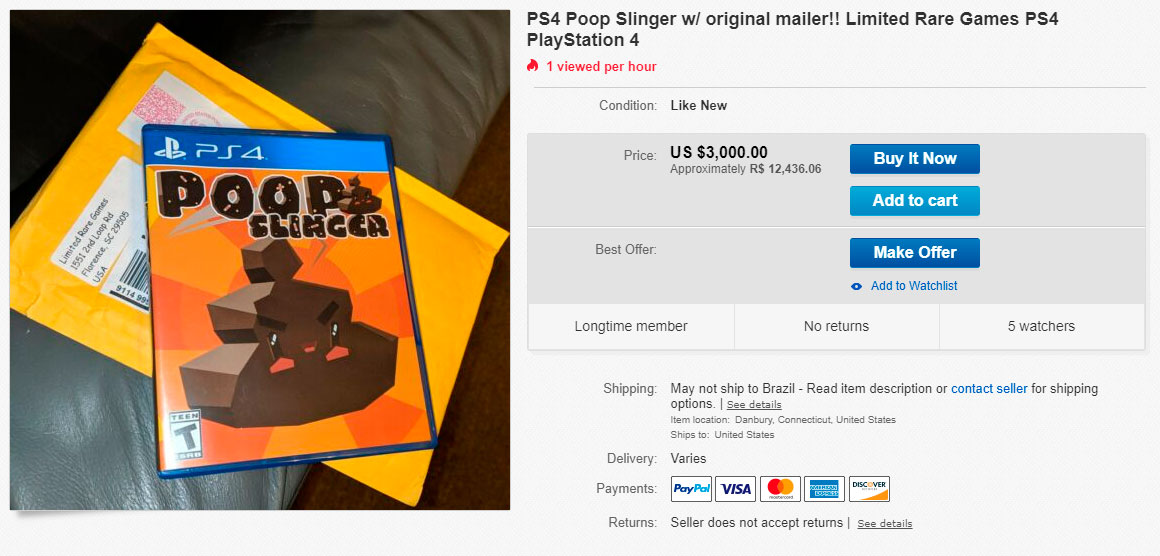 Limited Rare Games
1551 2nd Loop Rd
Florence, SC 29505
USA
9114 99
PS4
POOP
SLINGER
TEEN
T
ESRB
PS4 Poop Slinger w/ original mailer!! Limited Rare Games PS4
PlayStation 4
1 viewed per hour
Condition: Like New
Price: US $3,000.00
Approximately R$ 12,436.06
Buy It Now
Add to cart
Best Offer:
Make Offer
Add to Watchlist
Longtime member
No returns
5 watchers
Shipping: May not ship to Brazil - Read item description or contact seller for shipping
options. | See details
Item location: Danbury, Connecticut, United States
Ships to: United States
Delivery: Varies
Payments: PayPal VISA mastercard AMERICAN EXPRESS DISCOVER
Returns: Seller does not accept returns | See details